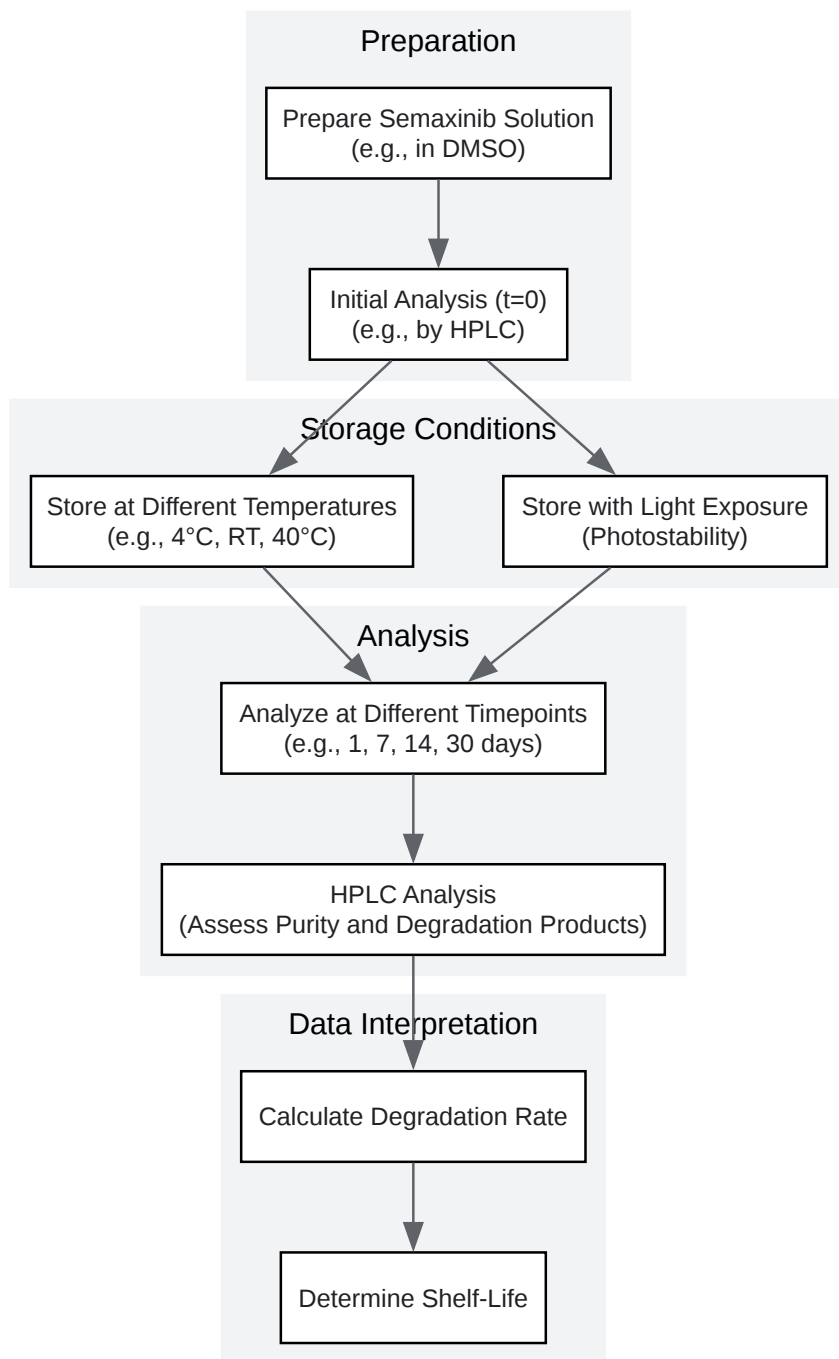 Preparation
Prepare Semaxinib Solution
(e.g., in DMSO)
Initial Analysis (t=0)
(e.g., by HPLC)
Storage Conditions
Store at Different Temperatures
(e.g., 4°C, RT, 40°C)
Store with Light Exposure
(Photostability)
Analysis
Analyze at Different Timepoints
(e.g., 1, 7, 14, 30 days)
HPLC Analysis
(Assess Purity and Degradation Products)
Data Interpretation
Calculate Degradation Rate
Determine Shelf-Life